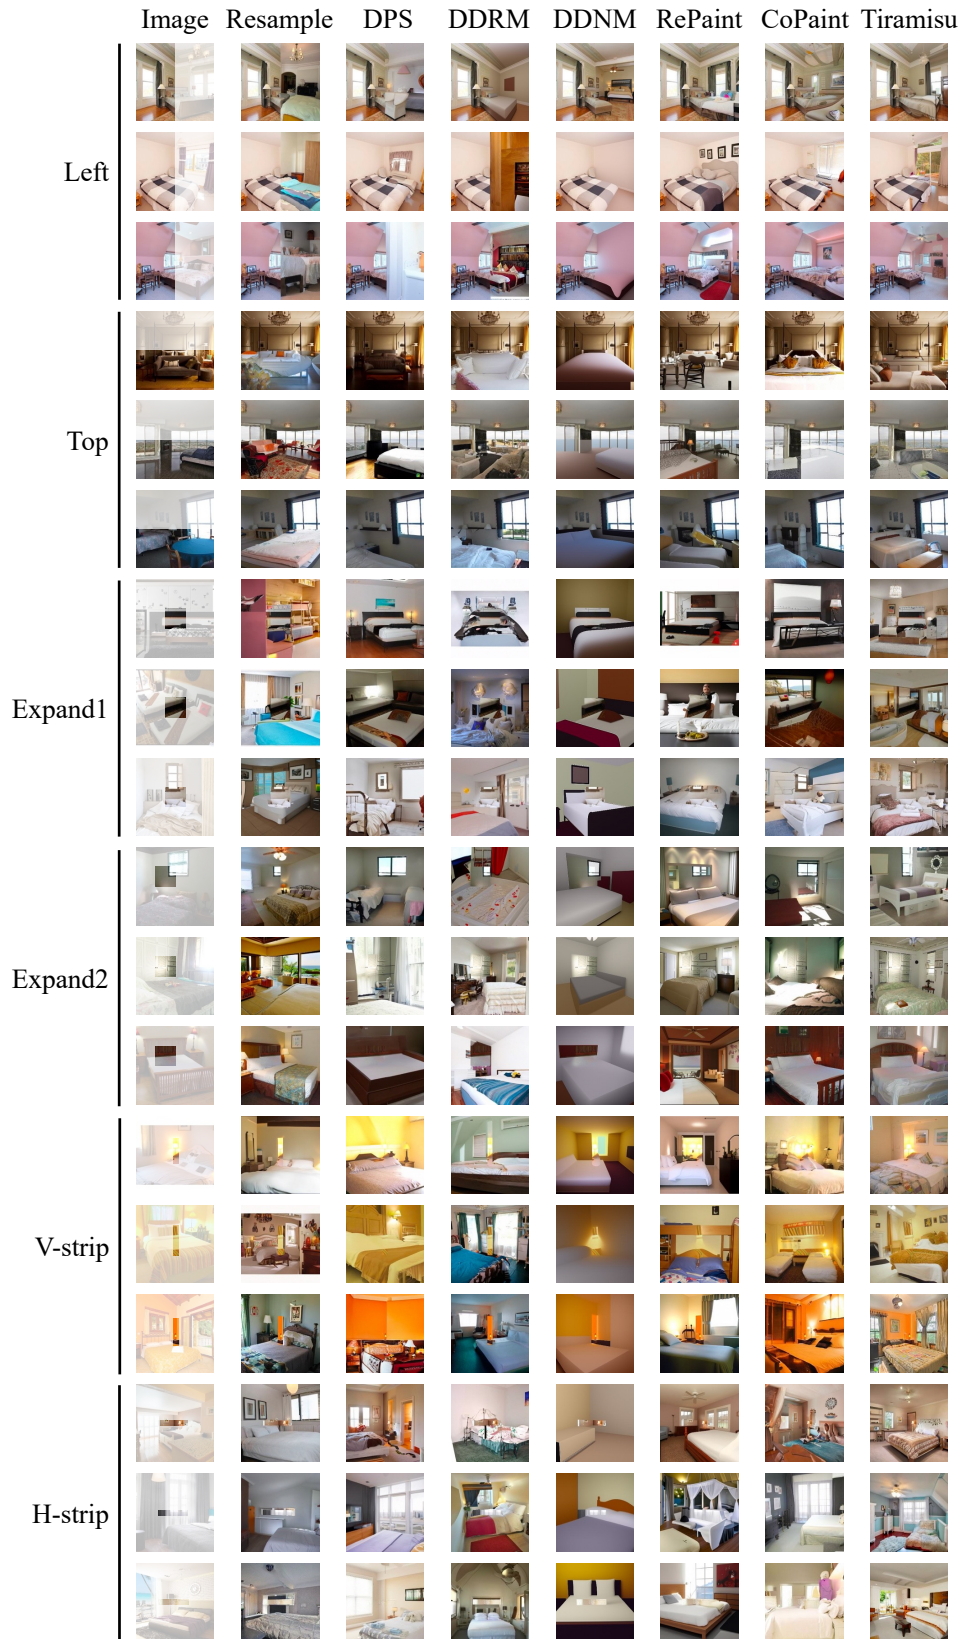 Image Resample DPS DDRM DDNM RePaint CoPaint Tiramisu
Left
Top
Expand1
Expand2
V-strip
H-strip